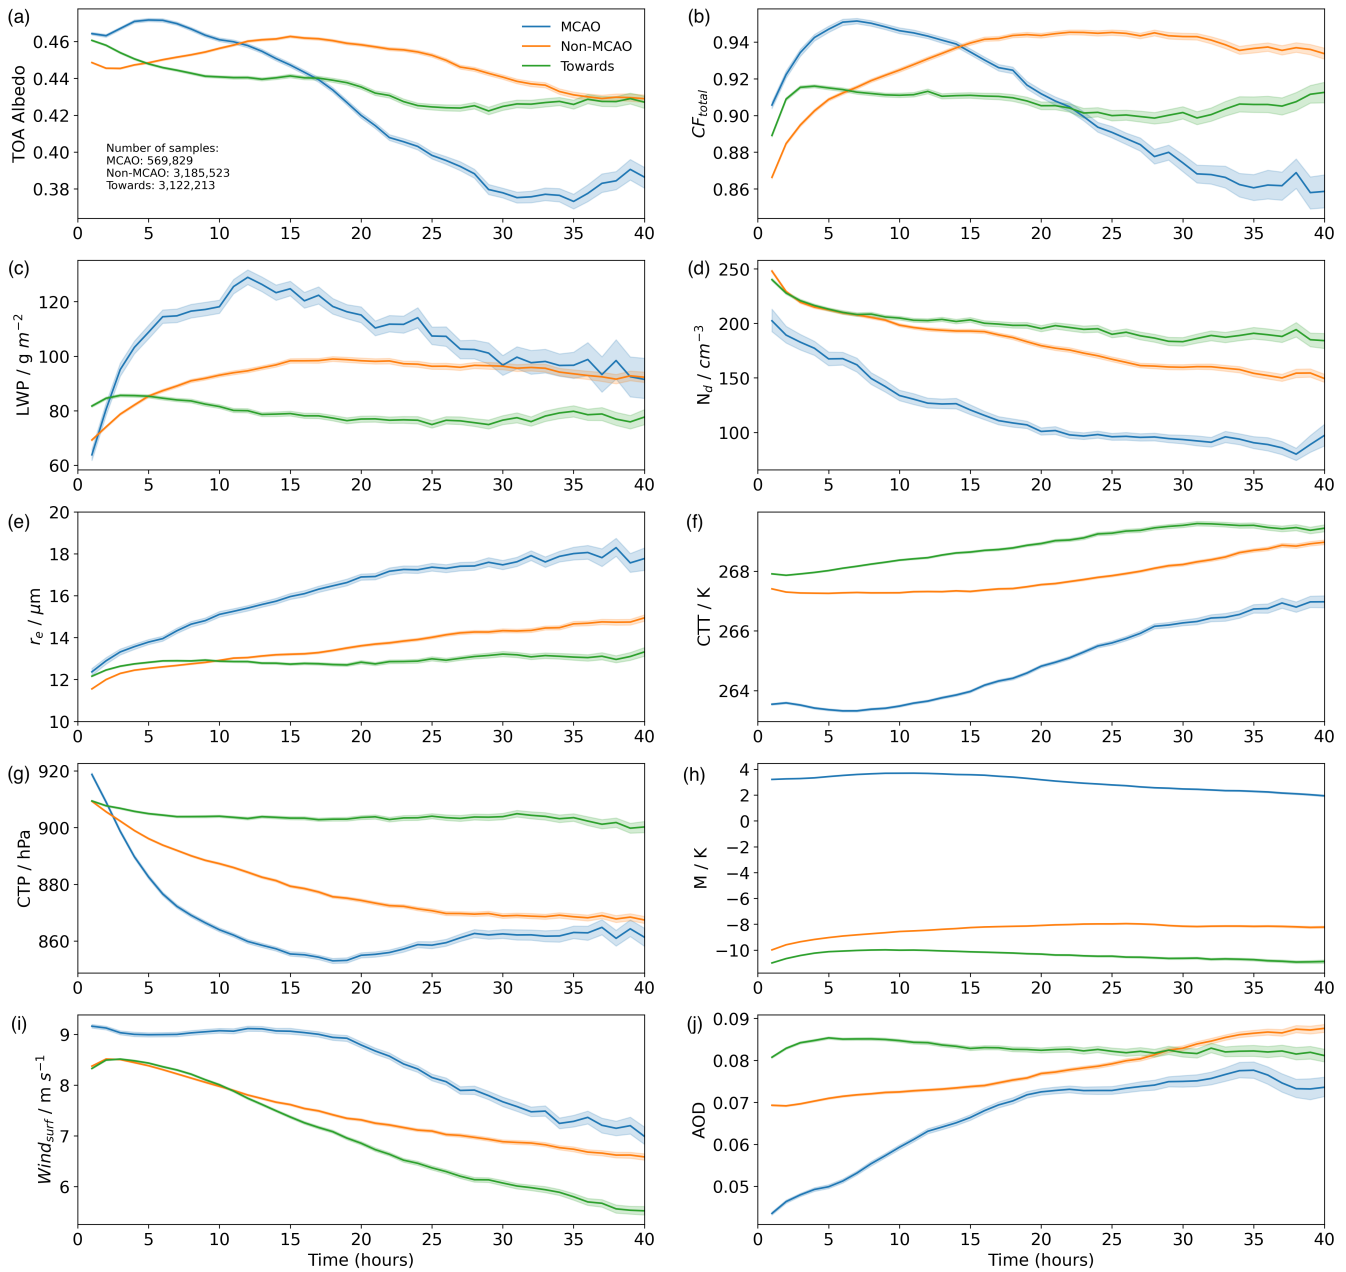 (a)
TOA Albedo
0.46
0.44
0.42
0.40
0.38
MCAO
Non-MCAO
Towards
Number of samples:
MCAO: 569,829
Non-MCAO: 3,185,523
Towards: 3,122,213
0 5 10 15 20 25 30 35 40
(b)
CF_total
0.94
0.92
0.90
0.88
0.86
0 5 10 15 20 25 30 35 40
(c)
LWP / g m⁻²
120
100
80
60
0 5 10 15 20 25 30 35 40
(d)
N_d / cm⁻³
250
200
150
100
0 5 10 15 20 25 30 35 40
(e)
r_e / μm
20
18
16
14
12
10
0 5 10 15 20 25 30 35 40
(f)
CTT / K
268
266
264
0 5 10 15 20 25 30 35 40
(g)
CTP / hPa
920
900
880
860
0 5 10 15 20 25 30 35 40
(h)
M / K
4
2
0
−2
−4
−6
−8
−10
0 5 10 15 20 25 30 35 40
(i)
Wind_surf / m s⁻¹
9
8
7
6
0 5 10 15 20 25 30 35 40
Time (hours)
(j)
AOD
0.09
0.08
0.07
0.06
0.05
0 5 10 15 20 25 30 35 40
Time (hours)